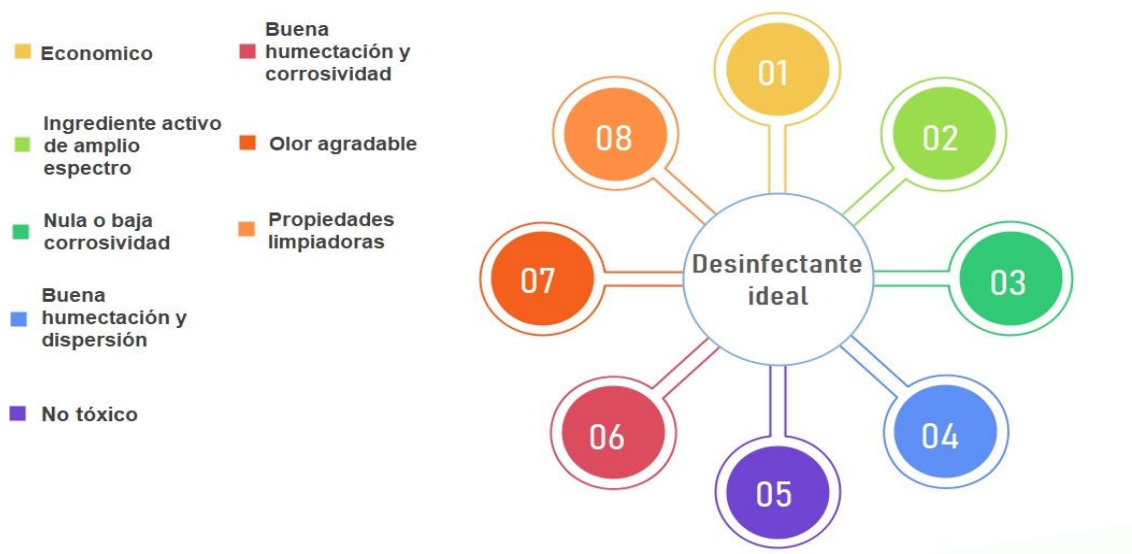 Economico
Ingrediente activo
de amplio
espectro
Nula o baja
corrosividad
Buena
humectación y
dispersión
No tóxico
Buena
humectación y
corrosividad
Olor agradable
Propiedades
limpiadoras
01
02
03
04
05
06
07
08
Desinfectante
ideal